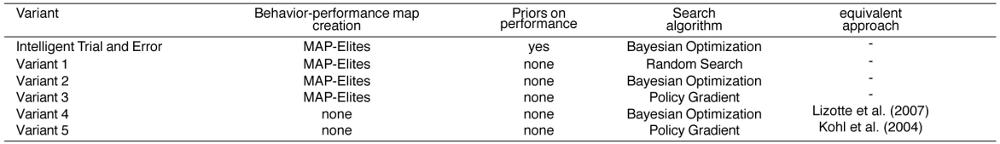 Variant Behavior-performance map creation Priors on performance Search algorithm equivalent approach
Intelligent Trial and Error MAP-Elites yes Bayesian Optimization -
Variant 1 MAP-Elites none Random Search -
Variant 2 MAP-Elites none Bayesian Optimization -
Variant 3 MAP-Elites none Policy Gradient -
Variant 4 none none Bayesian Optimization Lizotte et al. (2007)
Variant 5 none none Policy Gradient Kohl et al. (2004)